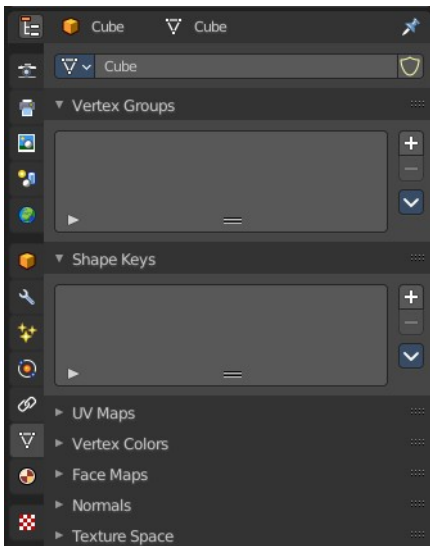 Cube Cube
Cube
Vertex Groups
Shape Keys
UV Maps
Vertex Colors
Face Maps
Normals
Texture Space